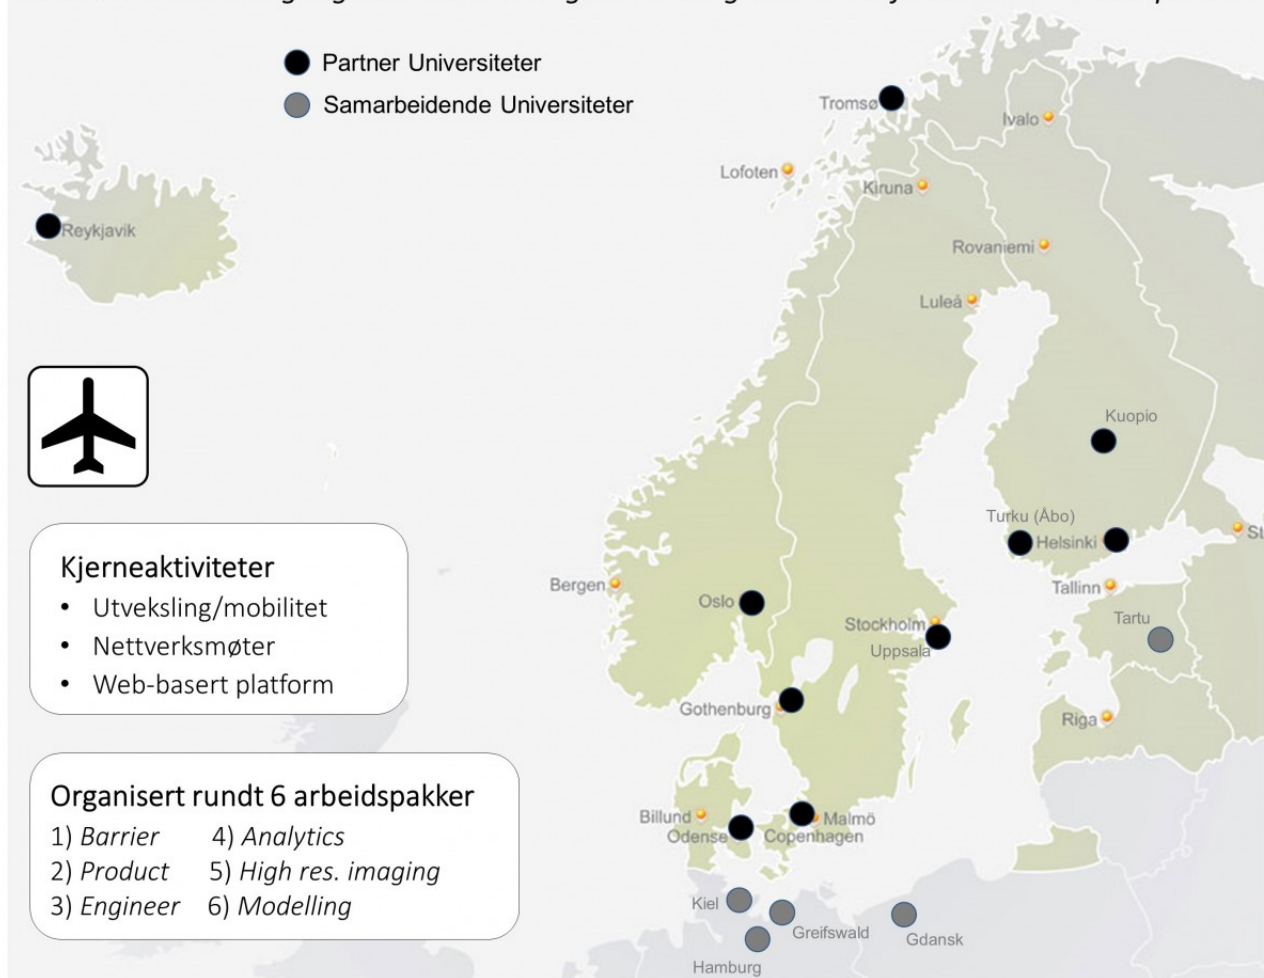 Partner Universiteter
Samarbeidende Universiteter
Tromsø
Ivalo
Lofoten
Kiruna
Reykjavik
Rovaniemi
Luleå
Kuopio
Turku (Åbo)
Helsinki
St
Kjerneaktiviteter
• Utveksling/mobilitet
• Nettverksmøter
• Web-basert platform
Bergen
Oslo
Tallinn
Tartu
Stockholm
Uppsala
Gothenburg
Riga
Organisert rundt 6 arbeidspakker
1) Barrier 4) Analytics
2) Product 5) High res. imaging
3) Engineer 6) Modelling
Billund
Malmö
Odense
Copenhagen
Kiel
Greifswald
Gdansk
Hamburg